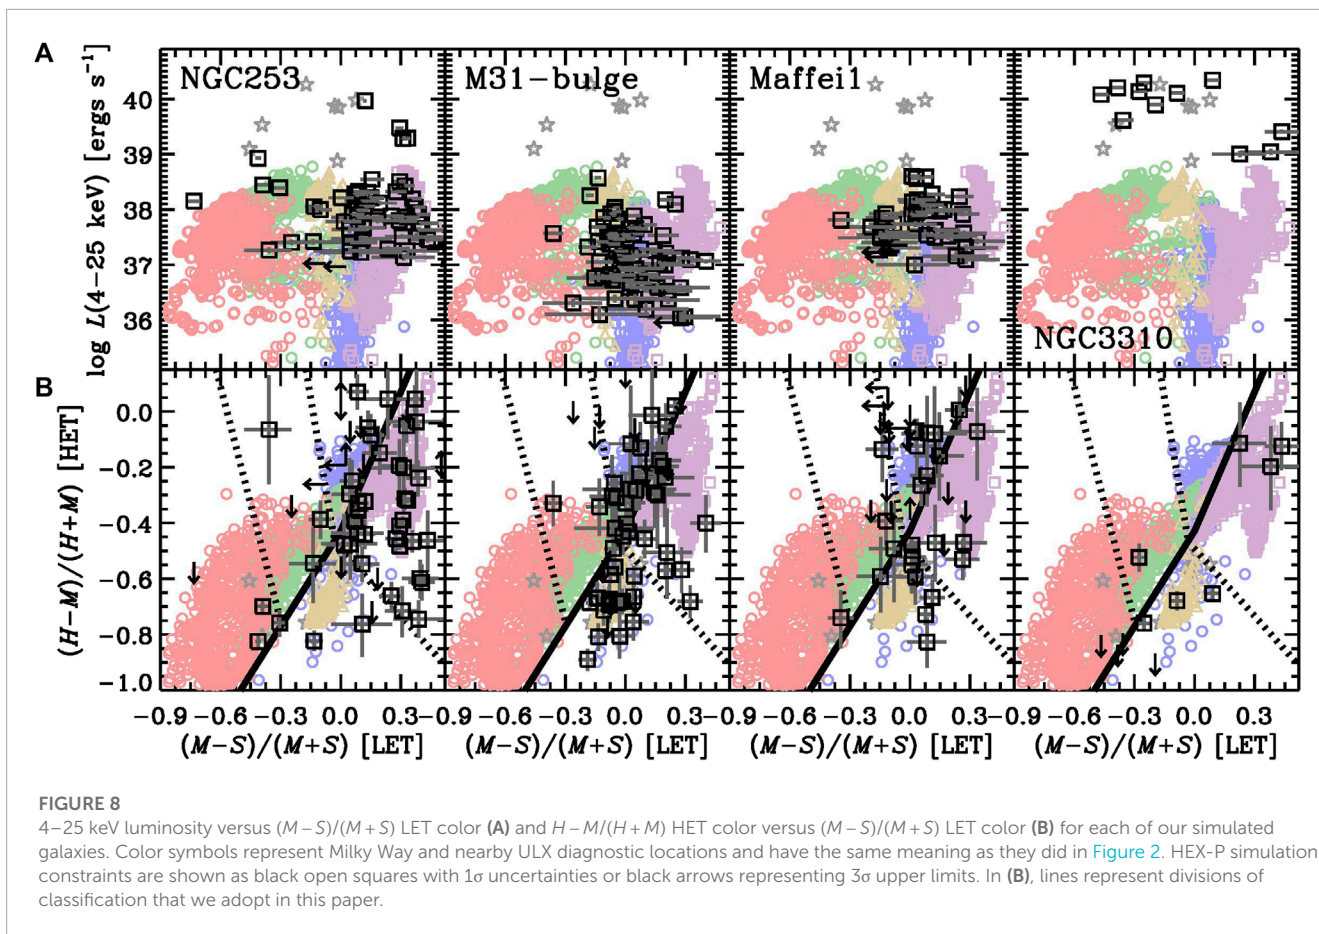 A
NGC253
M31-bulge
Maffei1
NGC3310
log L(4-25 keV) [ergs s⁻¹]
40
39
38
37
36
B
(H-M)/(H+M) [HET]
0.0
-0.2
-0.4
-0.6
-0.8
-1.0
-0.9 -0.6 -0.3 0.0 0.3 -0.9 -0.6 -0.3 0.0 0.3 -0.9 -0.6 -0.3 0.0 0.3 -0.9 -0.6 -0.3 0.0 0.3
(M-S)/(M+S) [LET] (M-S)/(M+S) [LET] (M-S)/(M+S) [LET] (M-S)/(M+S) [LET]
FIGURE 8
4–25 keV luminosity versus (M – S)/(M + S) LET color (A) and H – M/(H + M) HET color versus (M – S)/(M + S) LET color (B) for each of our simulated
galaxies. Color symbols represent Milky Way and nearby ULX diagnostic locations and have the same meaning as they did in Figure 2. HEX-P simulation
constraints are shown as black open squares with 1σ uncertainties or black arrows representing 3σ upper limits. In (B), lines represent divisions of
classification that we adopt in this paper.